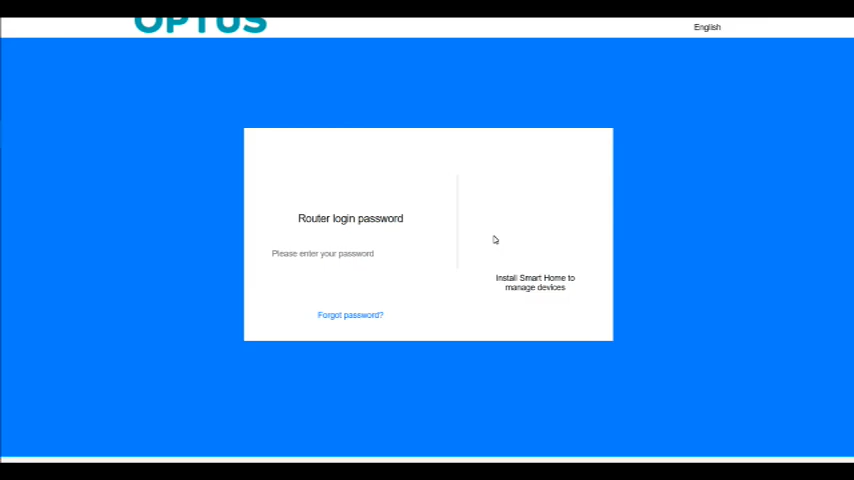 OPTUS
English
Router login password
Please enter your password
Install Smart Home to
manage devices
Forgot password?